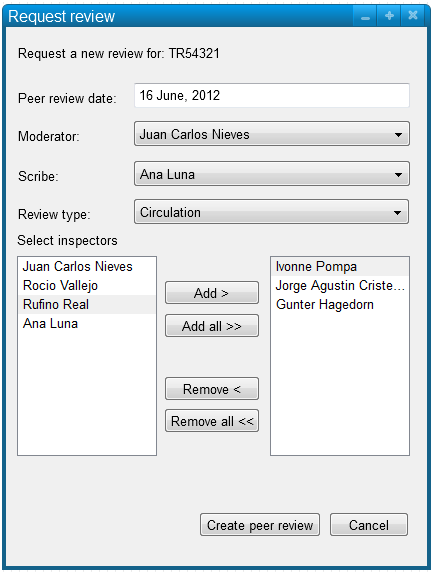 Request review
Request a new review for: TR54321
Peer review date: 16 June, 2012
Moderator: Juan Carlos Nieves
Scribe: Ana Luna
Review type: Circulation
Select inspectors
Juan Carlos Nieves
Rocio Vallejo
Rufino Real
Ana Luna
Add >
Add all >>
Remove <
Remove all <<
Ivonne Pompa
Jorge Agustin Criste...
Gunter Hagedorn
Create peer review
Cancel